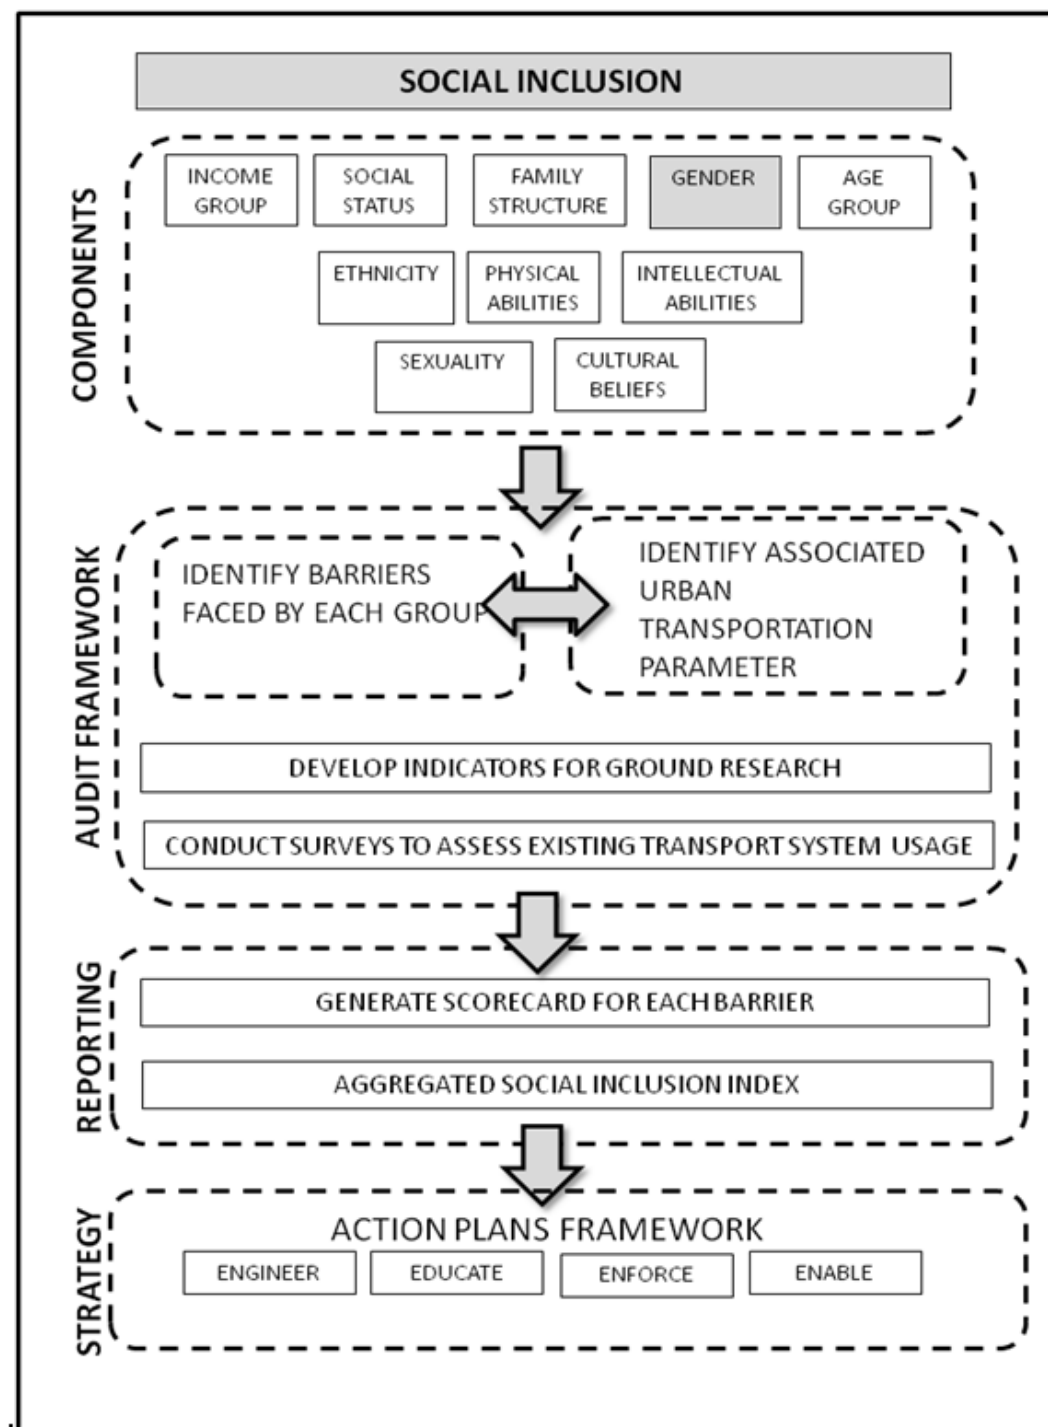 SOCIAL INCLUSION
COMPONENTS
INCOME
GROUP
SOCIAL
STATUS
FAMILY
STRUCTURE
GENDER
AGE
GROUP
ETHNICITY
PHYSICAL
ABILITIES
INTELLECTUAL
ABILITIES
SEXUALITY
CULTURAL
BELIEFS
AUDIT FRAMEWORK
IDENTIFY BARRIERS
FACED BY EACH GROUP
IDENTIFY ASSOCIATED
URBAN
TRANSPORTATION
PARAMETER
DEVELOP INDICATORS FOR GROUND RESEARCH
CONDUCT SURVEYS TO ASSESS EXISTING TRANSPORT SYSTEM USAGE
REPORTING
GENERATE SCORECARD FOR EACH BARRIER
AGGREGATED SOCIAL INCLUSION INDEX
STRATEGY
ACTION PLANS FRAMEWORK
ENGINEER
EDUCATE
ENFORCE
ENABLE